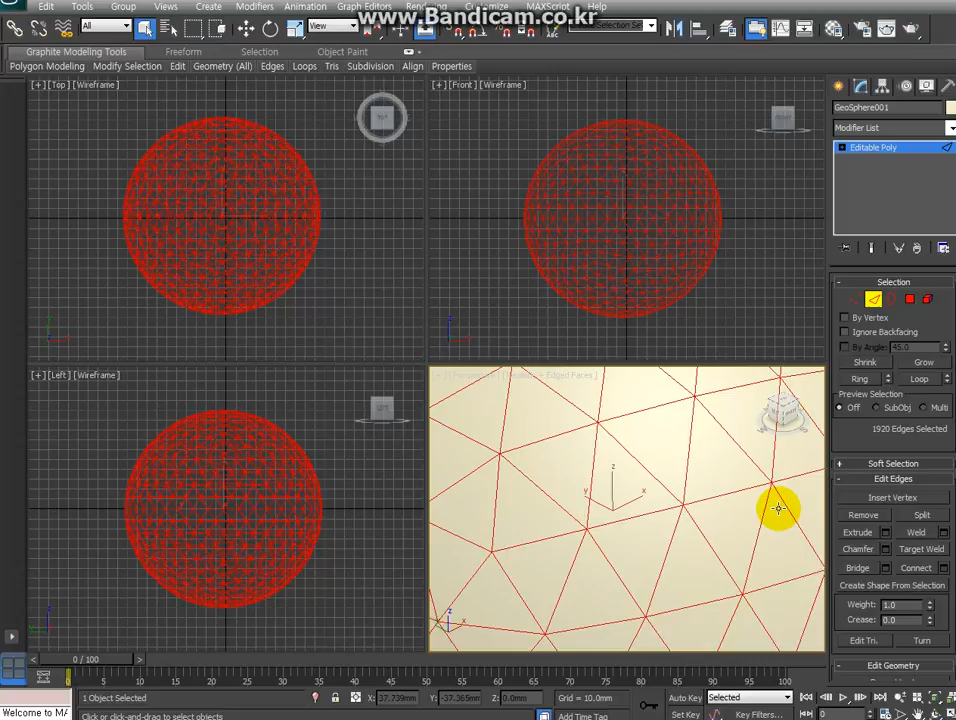 Edit Tools Group Views Create Modifiers Animation Graph Editors Rendering MAXScript Help
www.Bandicam.co.kr
All View Selection Se
Graphite Modeling Tools Freeform Selection Object Paint
Polygon Modeling Modify Selection Edit Geometry (All) Edges Loops Tris Subdivision Align Properties
[+] [Top] [Wireframe]
TOP
[+] [Front] [Wireframe]
FRONT
GeoSphere001
Modifier List
Editable Poly
Selection
By Vertex
Ignore Backfacing
By Angle: 45.0
Shrink Grow
Ring Loop
Preview Selection
Off SubObj Multi
1920 Edges Selected
Soft Selection
Edit Edges
Insert Vertex
Remove Split
Extrude Weld
Chamfer Target Weld
Bridge Connect
Create Shape From Selection
Weight: 1.0
Crease: 0.0
Edit Tri. Turn
Edit Geometry
[+] [Left] [Wireframe]
LEFT
z
y x
z
x
0 / 100
0 5 10 15 20 25 30 35 40 45 50 55 60 65 70 75 80 85 90 95 100
1 Object Selected X: 37.739mm Y: -37.365mm Z: 0.0mm Grid = 10.0mm Auto Key Selected
Welcome to MA Click or click-and-drag to select objects Add Time Tag Set Key Key Filters... 0